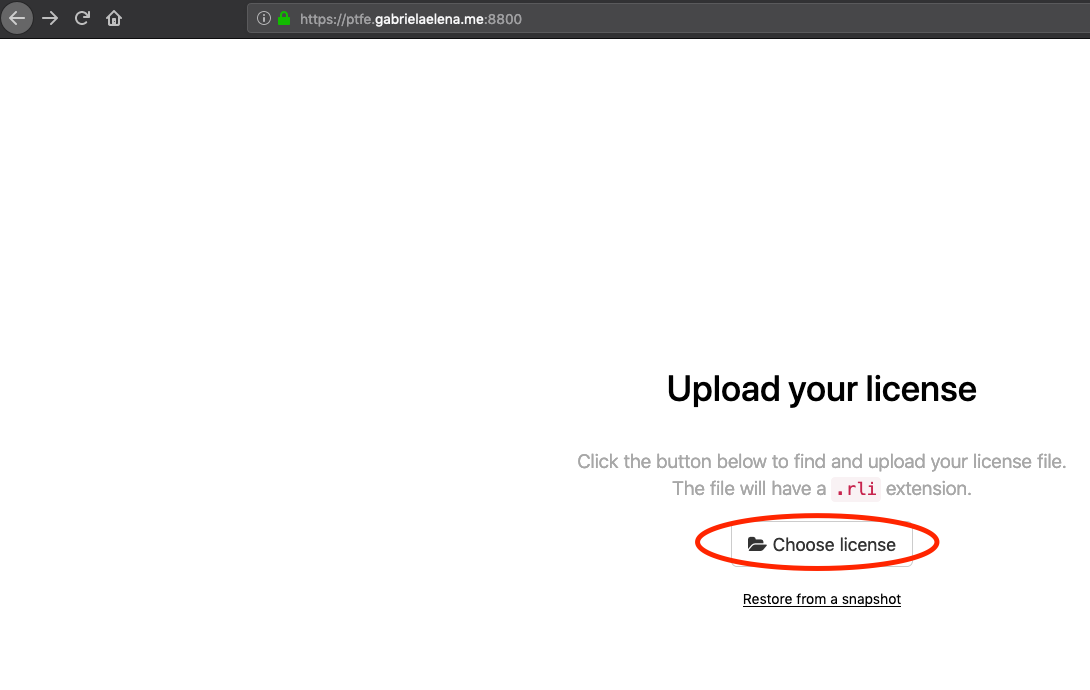 https://ptfe.gabrielaelena.me:8800
Upload your license
Click the button below to find and upload your license file.
The file will have a .rli extension.
Choose license
Restore from a snapshot